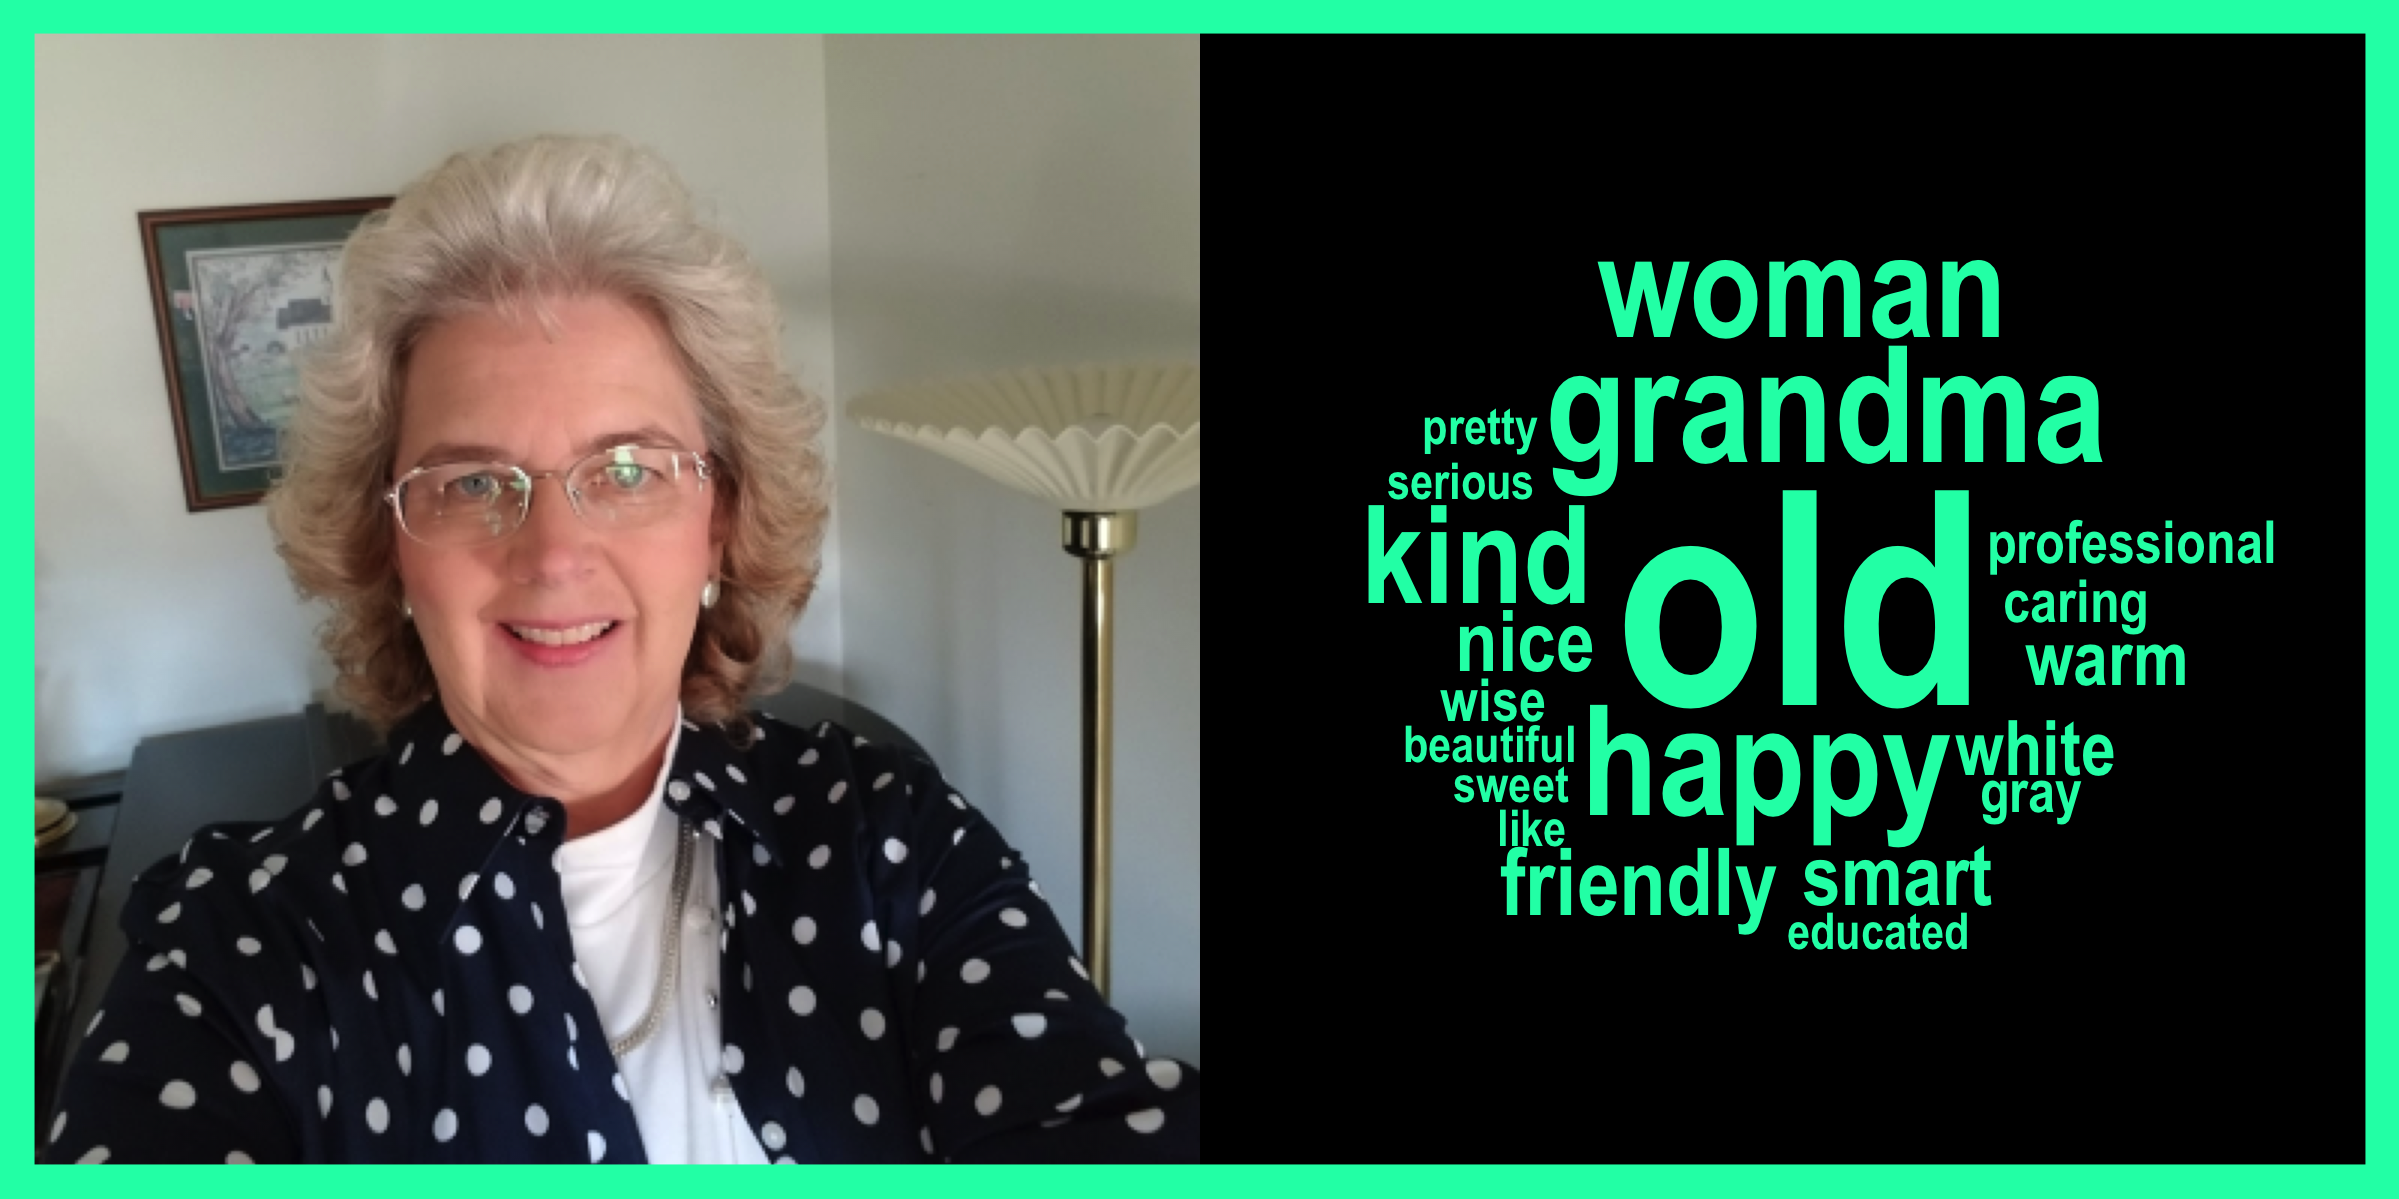 woman
grandma
pretty
serious
kind
old
professional
caring
nice
warm
wise
beautiful
happy
white
sweet
gray
like
friendly
smart
educated